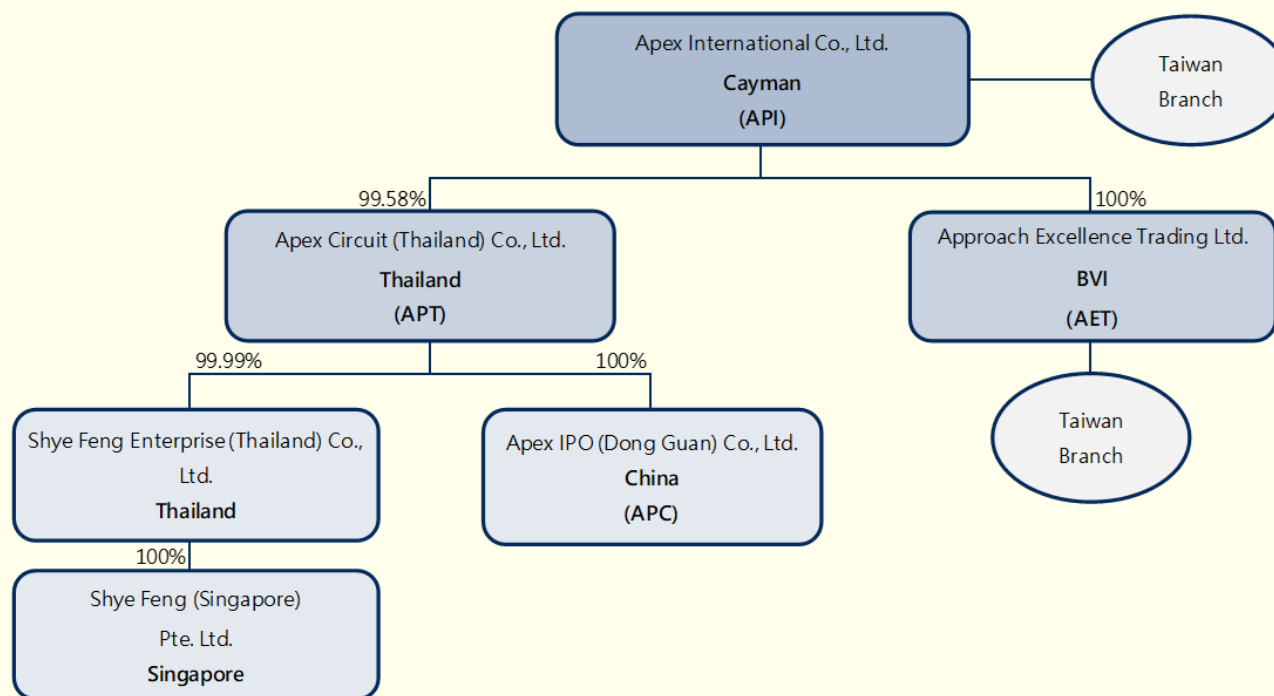 Apex International Co., Ltd.
Cayman
(API)
Taiwan
Branch
99.58%
100%
Apex Circuit (Thailand) Co., Ltd.
Thailand
(APT)
Approach Excellence Trading Ltd.
BVI
(AET)
99.99%
100%
Shye Feng Enterprise (Thailand) Co.,
Ltd.
Thailand
Apex IPO (Dong Guan) Co., Ltd.
China
(APC)
Taiwan
Branch
100%
Shye Feng (Singapore)
Pte. Ltd.
Singapore